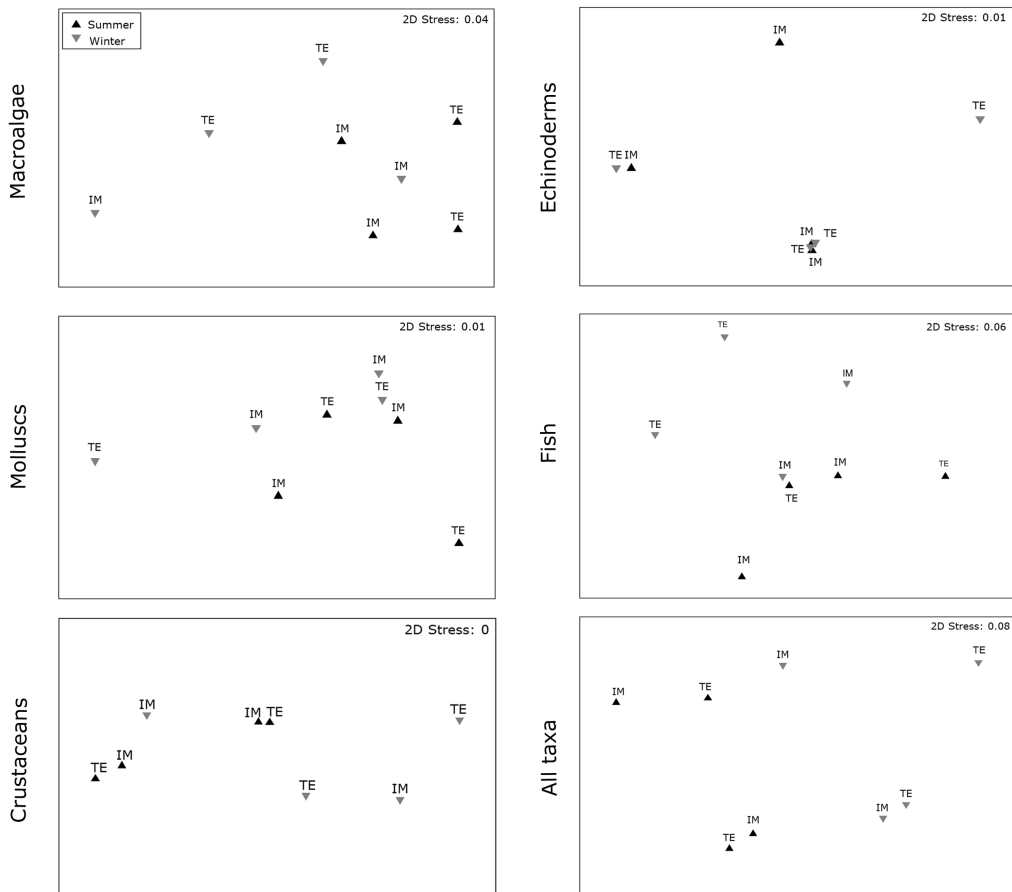 Summer
Winter
2D Stress: 0.04
Macroalgae
TE
TE
TE
IM
IM
IM
TE
IM
2D Stress: 0.01
Echinoderms
IM
TE
TE IM
IM TE
TE
IM
2D Stress: 0.01
Molluscs
IM
TE
TE
IM
IM
TE
IM
TE
2D Stress: 0.06
Fish
TE
IM
TE
IM
IM
TE
TE
IM
2D Stress: 0
Crustaceans
IM
IM TE
TE
IM
TE
TE
IM
2D Stress: 0.08
All taxa
IM
TE
IM
TE
TE
IM
IM
TE